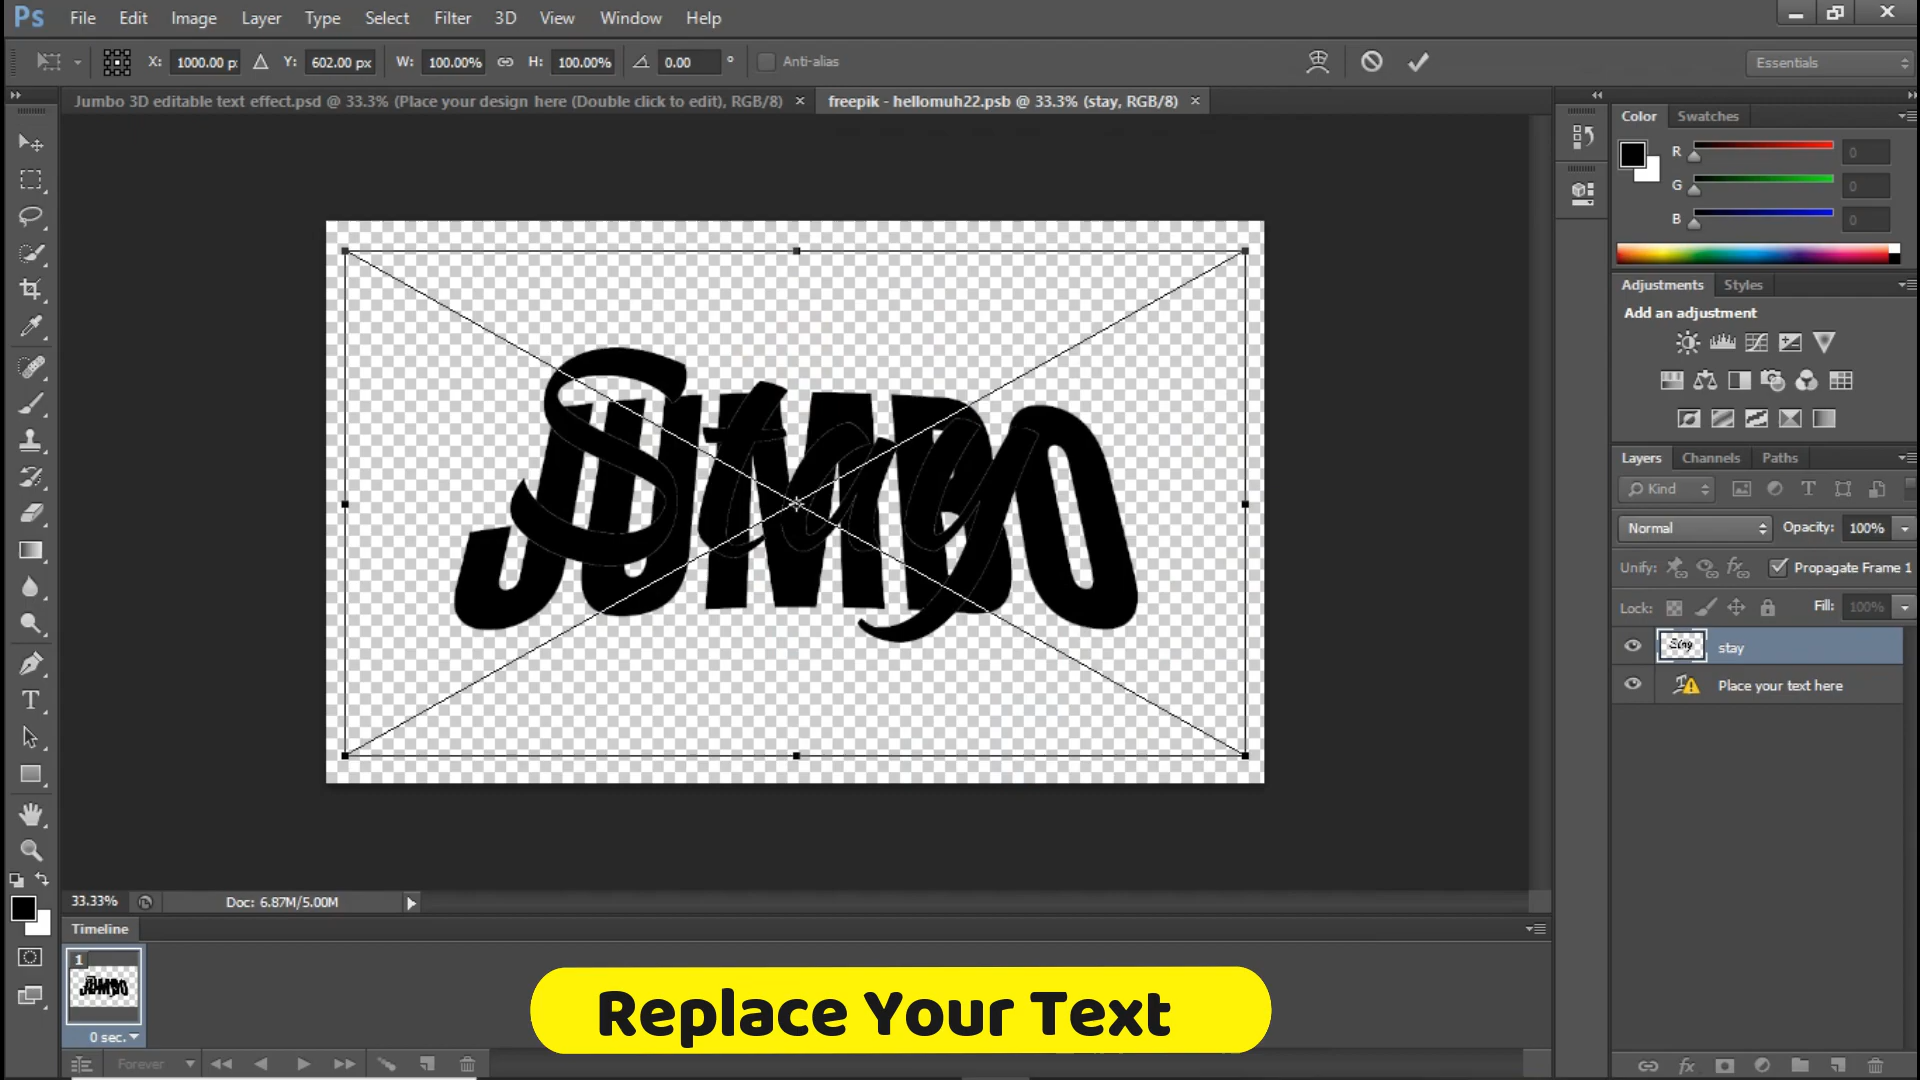 Ps File Edit Image Layer Type Select Filter 3D View Window Help
X: 1000.00 p Y: 602.00 px W: 100.00% H: 100.00% 0.00 ° Anti-alias Essentials
Jumbo 3D editable text effect.psd @ 33.3% (Place your design here (Double click to edit), RGB/8) × freepik - hellomuh22.psb @ 33.3% (stay, RGB/8) ×
Color Swatches
R 0
G 0
B 0
Adjustments Styles
Add an adjustment
JUMBO
Stay
Layers Channels Paths
Kind
Normal Opacity: 100%
Unify: Propagate Frame 1
Lock: Fill: 100%
Stay stay
Place your text here
33.33% Doc: 6.87M/5.00M
Timeline
1
JUMBO
0 sec.
Replace Your Text
Forever